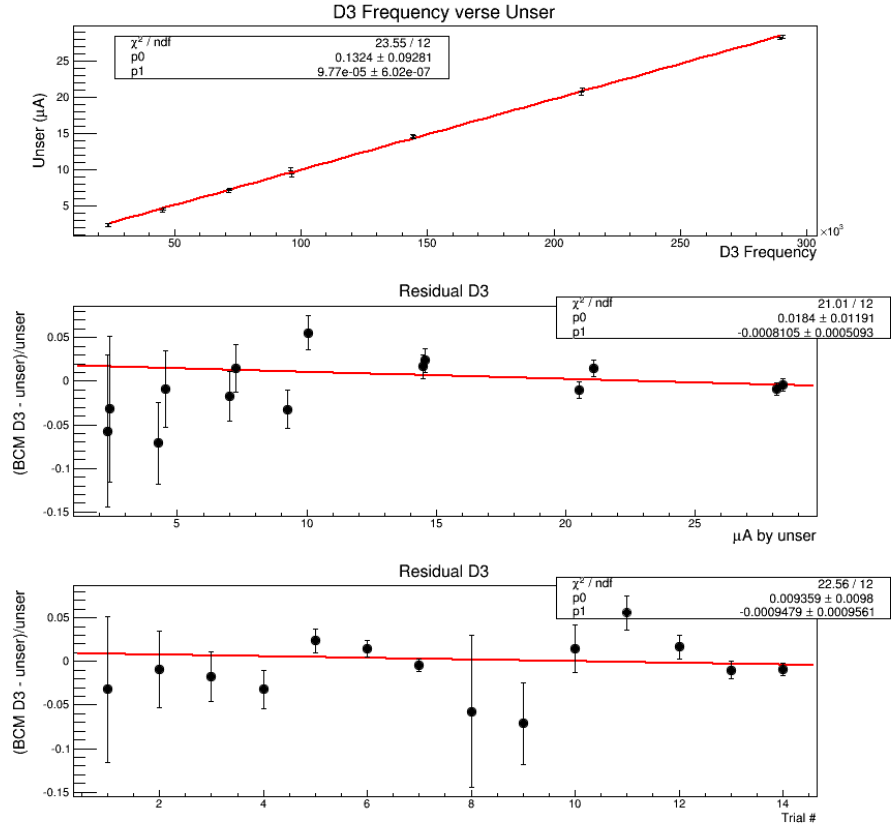 D3 Frequency verse Unser
χ² / ndf 23.55 / 12
p0 0.1324 ± 0.09281
p1 9.77e-05 ± 6.02e-07
Unser (μA)
25
20
15
10
5
50 100 150 200 250 300 ×10³
D3 Frequency
Residual D3
χ² / ndf 21.01 / 12
p0 0.0184 ± 0.01191
p1 -0.0008105 ± 0.0005093
(BCM D3 - unser)/unser
0.05
0
-0.05
-0.1
-0.15
5 10 15 20 25
μA by unser
Residual D3
χ² / ndf 22.56 / 12
p0 0.009359 ± 0.0098
p1 -0.0009479 ± 0.0009561
(BCM D3 - unser)/unser
0.05
0
-0.05
-0.1
-0.15
2 4 6 8 10 12 14
Trial #